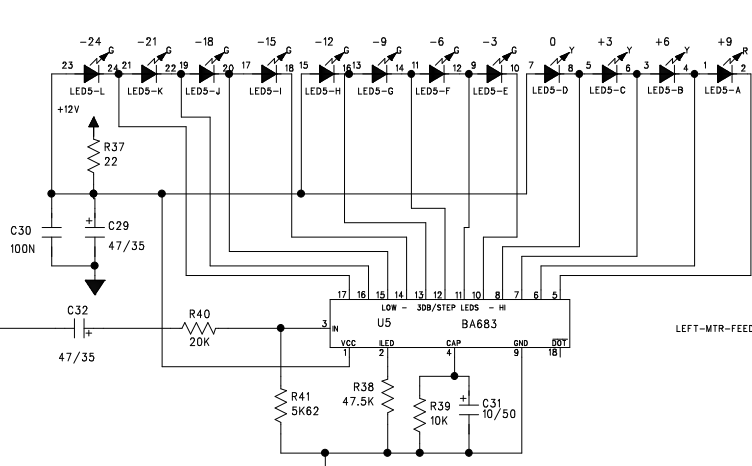 -24 -21 -18 -15 -12 -9 -6 -3 0 +3 +6 +9
G G G G G G G G Y Y Y R
23 24 21 22 19 20 17 18 15 16 13 14 11 12 9 10 7 8 5 6 3 4 1 2
LED5-L LED5-K LED5-J LED5-I LED5-H LED5-G LED5-F LED5-E LED5-D LED5-C LED5-B LED5-A
+12V
R37
22
C30
100N
+
C29
47/35
17 16 15 14 13 12 11 10 8 7 6 5
LOW - 3DB/STEP LEDS - HI
C32
+
47/35
R40
20K
3 IN
U5
BA683
LEFT-MTR-FEED
VCC ILED CAP GND DOT
1 2 4 9 18
R41
5K62
R38
47.5K
R39
10K
+
C31
10/50